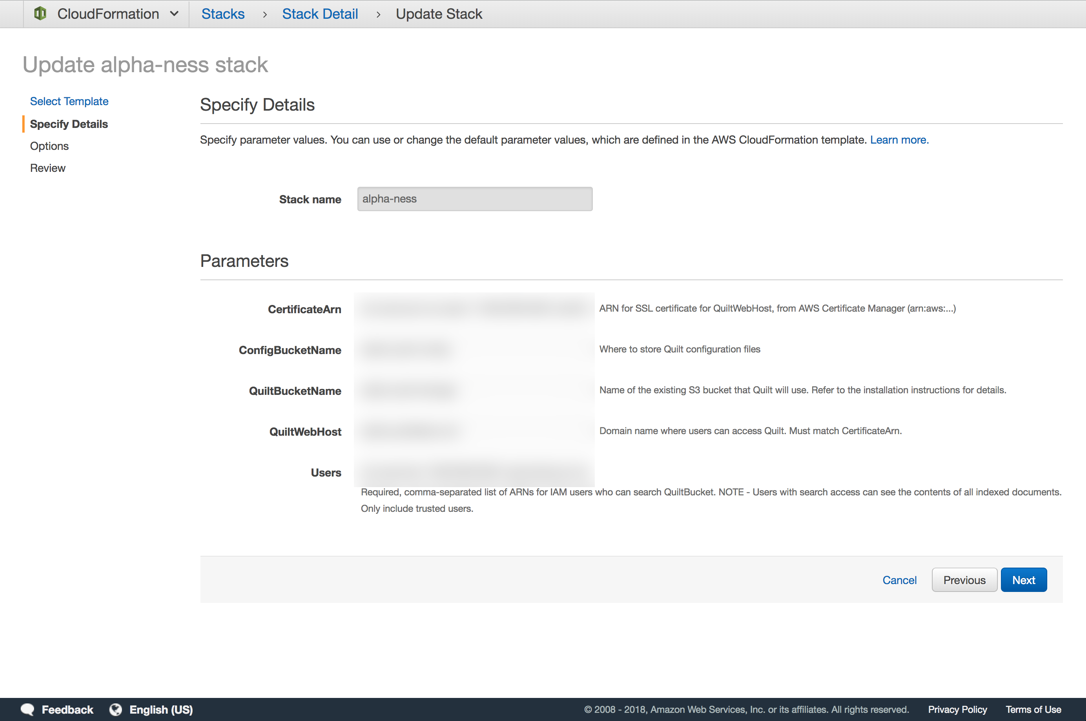 CloudFormation Stacks > Stack Detail > Update Stack
Update alpha-ness stack
Select Template
Specify Details
Options
Review
Specify Details
Specify parameter values. You can use or change the default parameter values, which are defined in the AWS CloudFormation template. Learn more.
Stack name alpha-ness
Parameters
CertificateArn ARN for SSL certificate for QuiltWebHost, from AWS Certificate Manager (arn:aws:...)
ConfigBucketName Where to store Quilt configuration files
QuiltBucketName Name of the existing S3 bucket that Quilt will use. Refer to the installation instructions for details.
QuiltWebHost Domain name where users can access Quilt. Must match CertificateArn.
Users
Required, comma-separated list of ARNs for IAM users who can search QuiltBucket. NOTE - Users with search access can see the contents of all indexed documents.
Only include trusted users.
Cancel Previous Next
Feedback English (US) © 2008 - 2018, Amazon Web Services, Inc. or its affiliates. All rights reserved. Privacy Policy Terms of Use